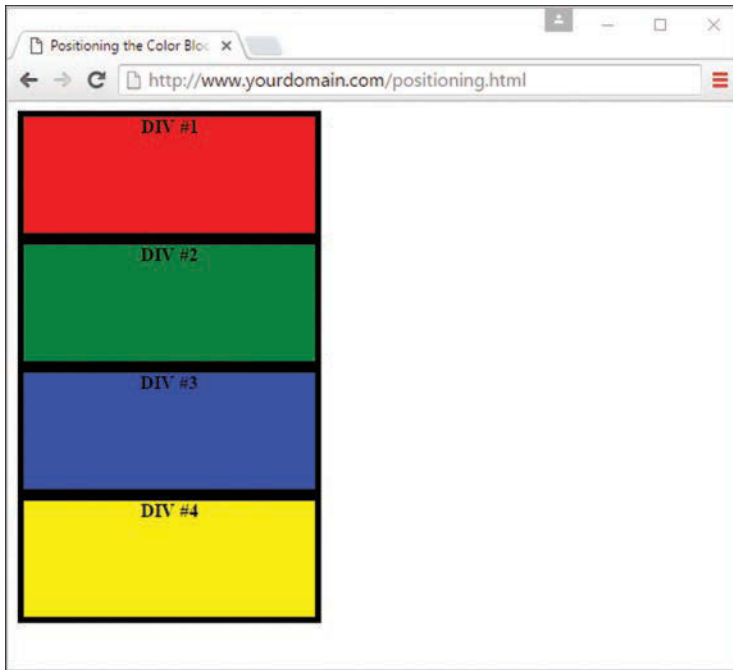 Positioning the Color Bloc
http://www.yourdomain.com/positioning.html
DIV #1
DIV #2
DIV #3
DIV #4